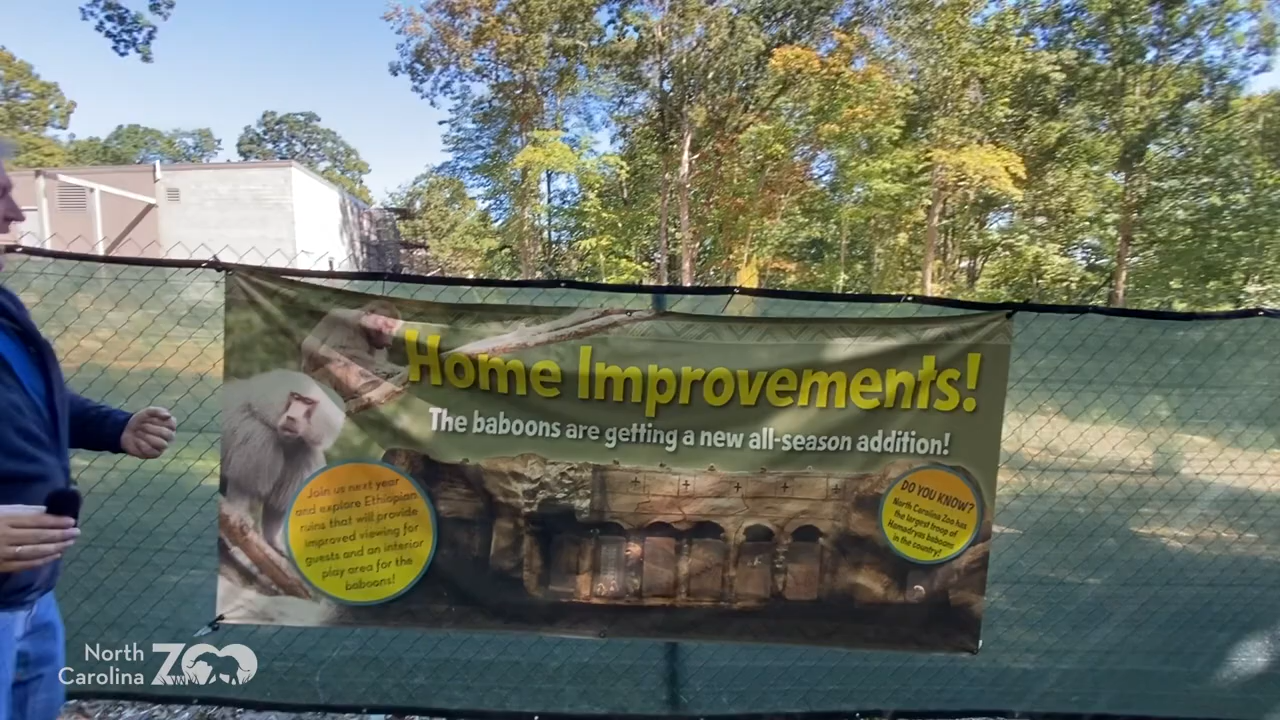 Home Improvements!
The baboons are getting a new all-season addition!
Join us next year
and explore Ethiopian
ruins that will provide
improved viewing for
guests and an interior
play area for the
baboons!
DO YOU KNOW?
North Carolina Zoo has
the largest troop of
Hamadryas baboons
in the country!
North
Carolina ZOO